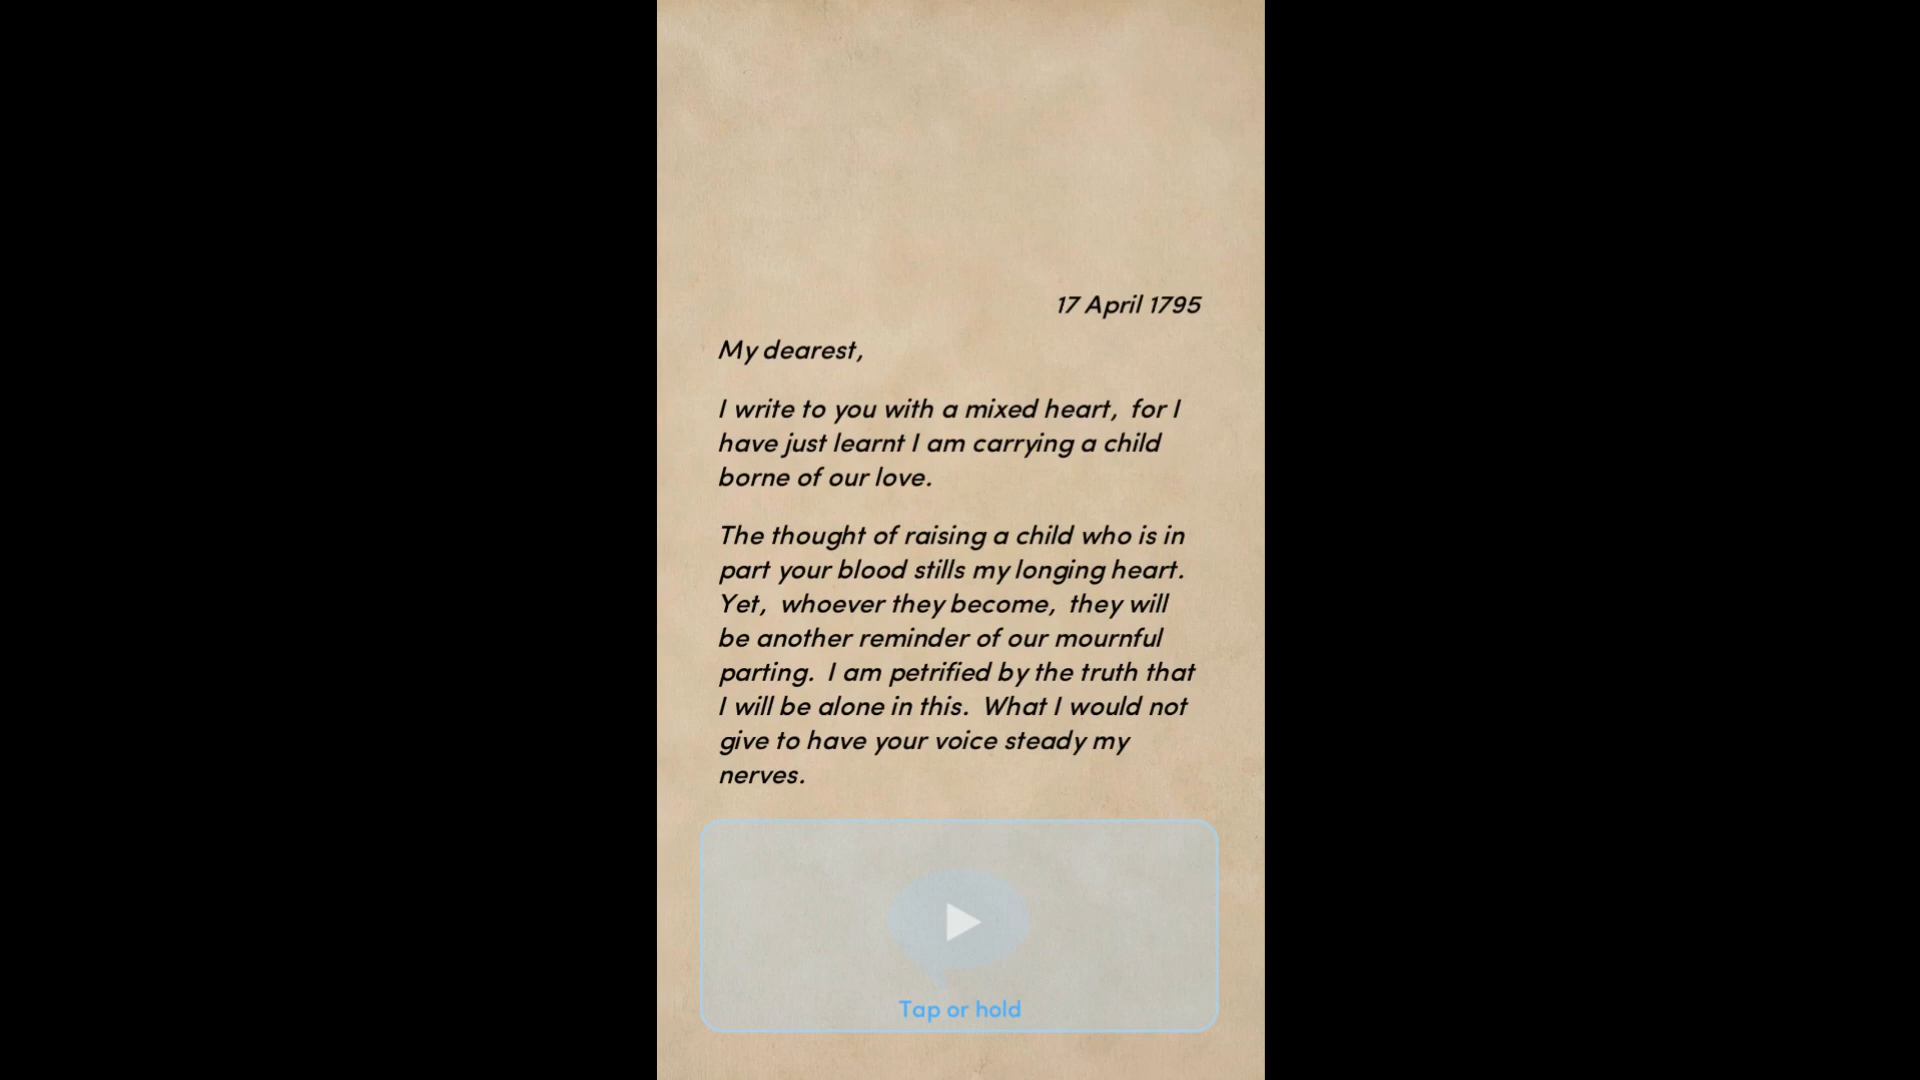 17 April 1795
My dearest,
I write to you with a mixed heart, for I
have just learnt I am carrying a child
borne of our love.
The thought of raising a child who is in
part your blood stills my longing heart.
Yet, whoever they become, they will
be another reminder of our mournful
parting. I am petrified by the truth that
I will be alone in this. What I would not
give to have your voice steady my
nerves.
Tap or hold